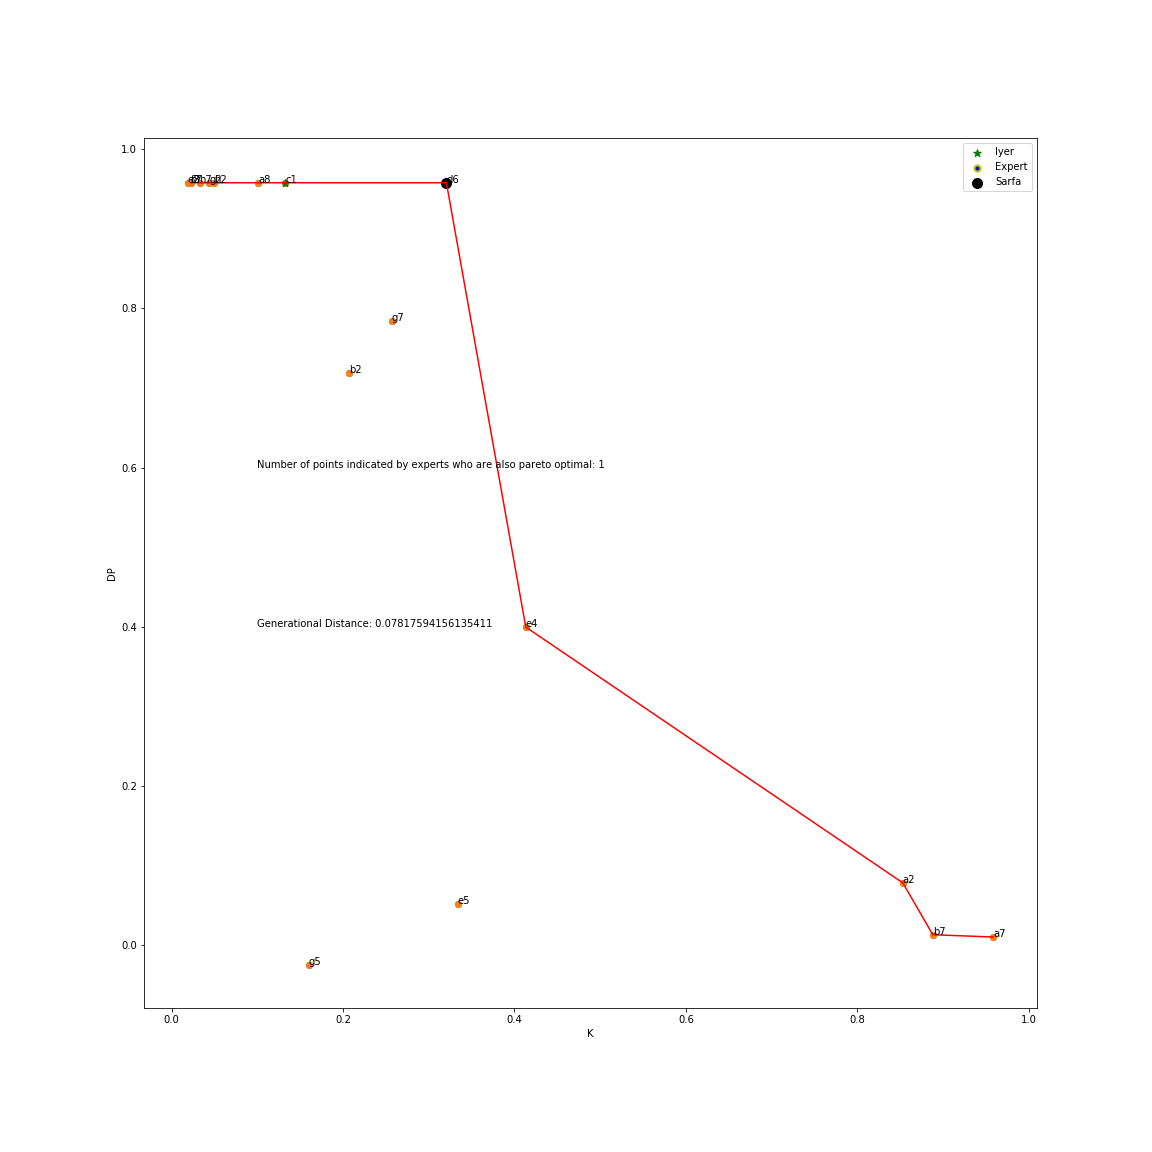 1.0
0.8
0.6
0.4
0.2
0.0
DP
0.0 0.2 0.4 0.6 0.8 1.0
K
Iyer
Expert
Sarfa
a8
c1
d6
g7
b2
Number of points indicated by experts who are also pareto optimal: 1
Generational Distance: 0.07817594156135411
e4
a2
e5
b7
a7
g5